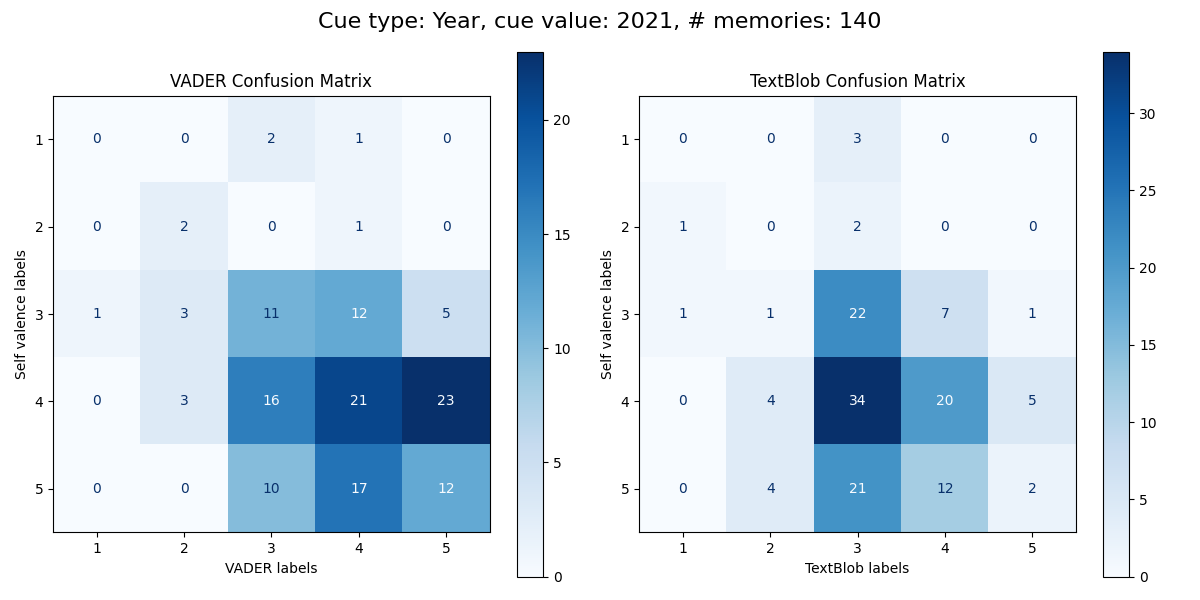 Cue type: Year, cue value: 2021, # memories: 140
VADER Confusion Matrix
Self valence labels
1 0 0 2 1 0
2 0 2 0 1 0
3 1 3 11 12 5
4 0 3 16 21 23
5 0 0 10 17 12
1 2 3 4 5
VADER labels
20
15
10
5
0
TextBlob Confusion Matrix
Self valence labels
1 0 0 3 0 0
2 1 0 2 0 0
3 1 1 22 7 1
4 0 4 34 20 5
5 0 4 21 12 2
1 2 3 4 5
TextBlob labels
30
25
20
15
10
5
0